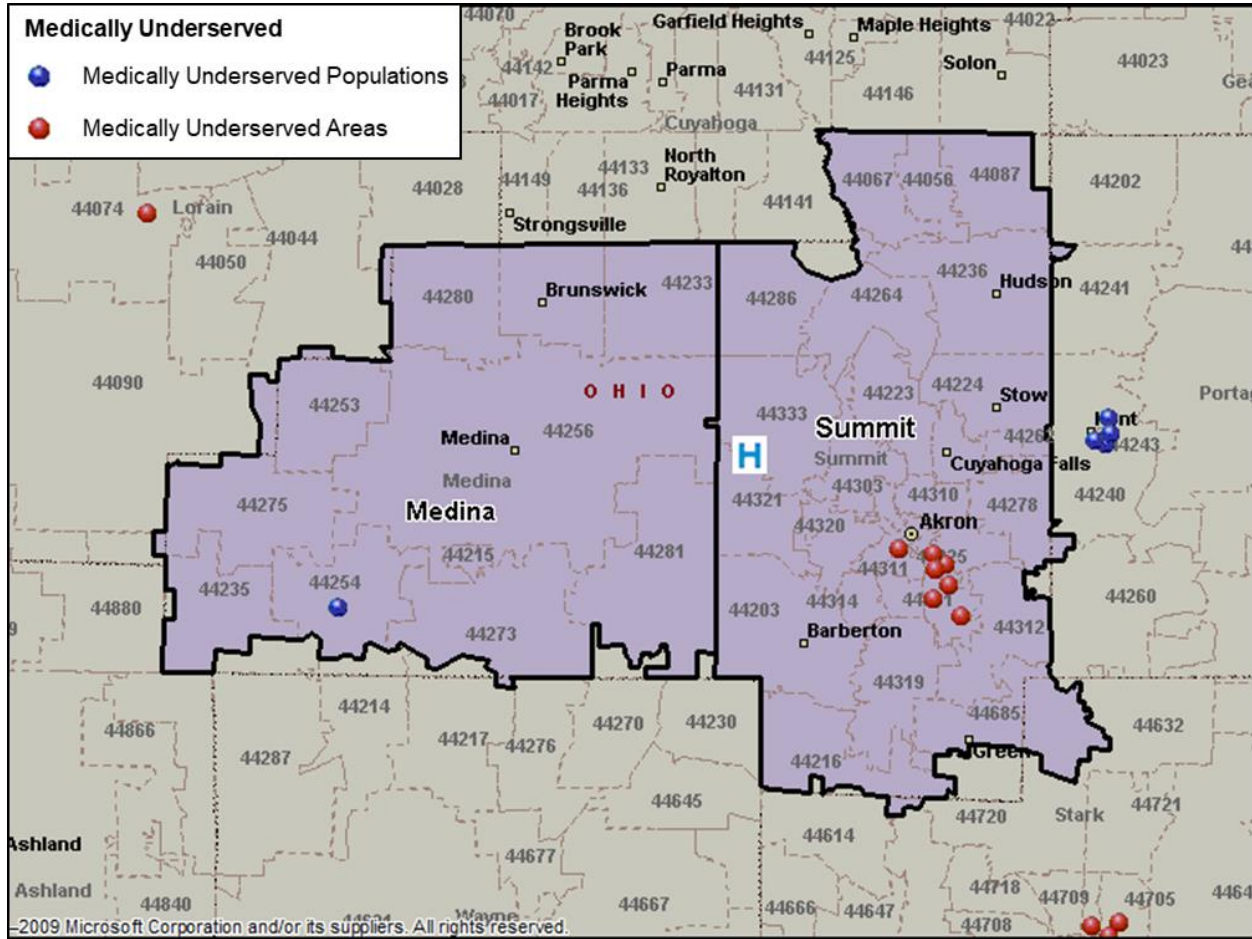 Medically Underserved
Medically Underserved Populations
Medically Underserved Areas
44070
Garfield Heights
Maple Heights
44022
Brook
Park
44142
Parma
Heights
Parma
44125
Solon
44023
44017
44131
44146
Cuyahoga
44133
North
Royalton
44028
44149
44136
44067
44056
44087
44202
44074
Lorain
44141
Strongsville
44044
44050
44280
Brunswick
44233
44286
44236
44264
Hudson
44241
44090
OHIO
44253
44223
44224
Stow
44256
44333
Summit
Medina
Summit
Cuyahoga Falls
44243
H
Medina
44303
44310
44278
44240
44275
44321
Medina
44320
Akron
44215
44281
44311
44235
44254
44880
44203
44314
44260
44273
Barberton
44312
44319
44214
44685
44866
44217
44276
44270
44230
44632
44287
44216
Green
44645
44721
44720
Stark
44614
Ashland
44677
Ashland
44718
44709
44705
44840
Wayne
44667
44666
44647
44708
2009 Microsoft Corporation and/or its suppliers. All rights reserved.